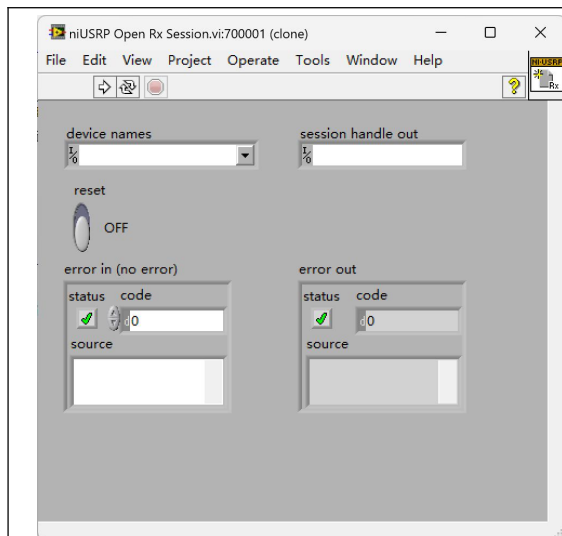 niUSRP Open Rx Session.vi:700001 (clone)
File Edit View Project Operate Tools Window Help
NI-USRP
Rx
device names
session handle out
I/O
I/O
reset
OFF
error in (no error)
error out
status code
status code
d 0
d 0
source
source